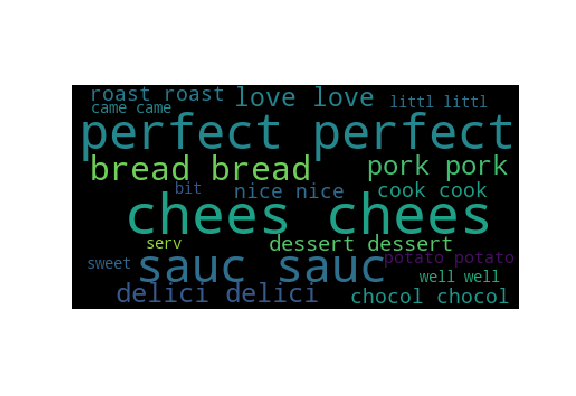 roast roast love love littl littl
came came
perfect perfect
bread bread pork pork
bit nice nice cook cook
chees chees
serv dessert dessert
sweet sauc sauc potato potato
well well
delici delici chocol chocol